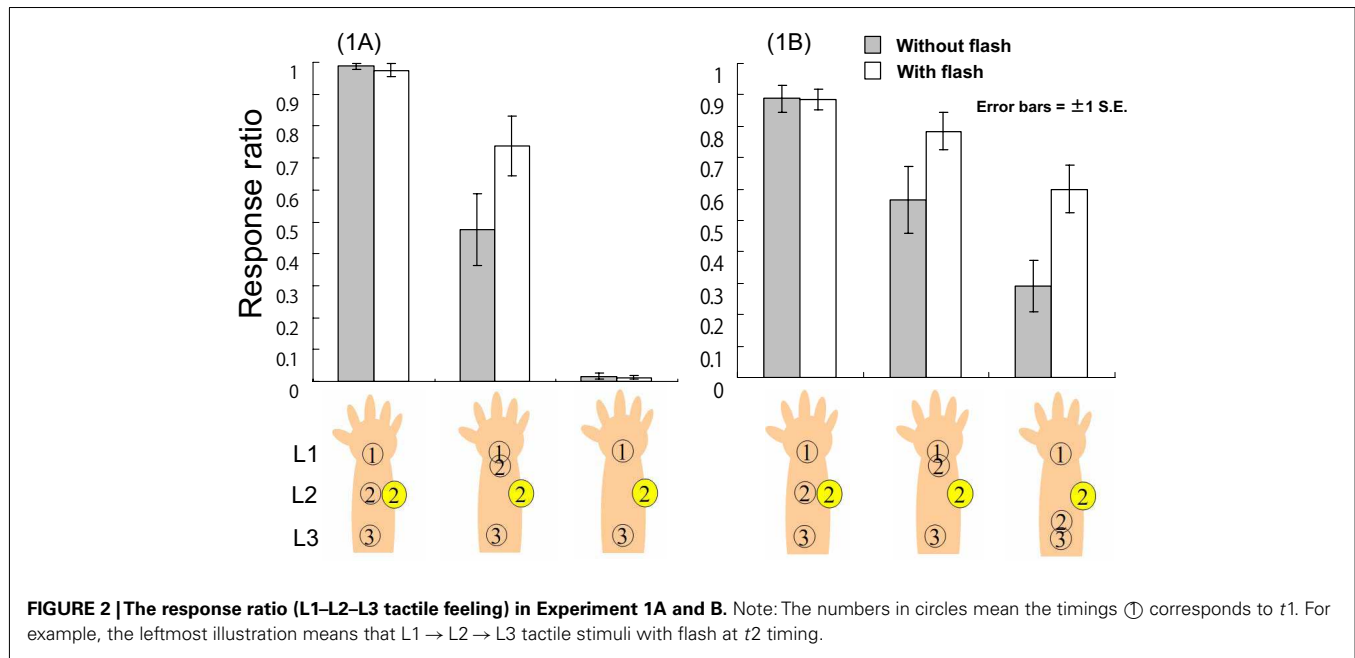 (1A)
Response ratio
1
0.9
0.8
0.7
0.6
0.5
0.4
0.3
0.2
0.1
0
L1
L2
L3
① ② ② ③
① ② ② ③
① ② ③
(1B)
Without flash
With flash
Error bars = ±1 S.E.
1
0.9
0.8
0.7
0.6
0.5
0.4
0.3
0.2
0.1
0
① ② ② ③
① ② ② ③
① ② ② ③
FIGURE 2 | The response ratio (L1–L2–L3 tactile feeling) in Experiment 1A and B. Note: The numbers in circles mean the timings ① corresponds to t1. For
example, the leftmost illustration means that L1 → L2 → L3 tactile stimuli with flash at t2 timing.